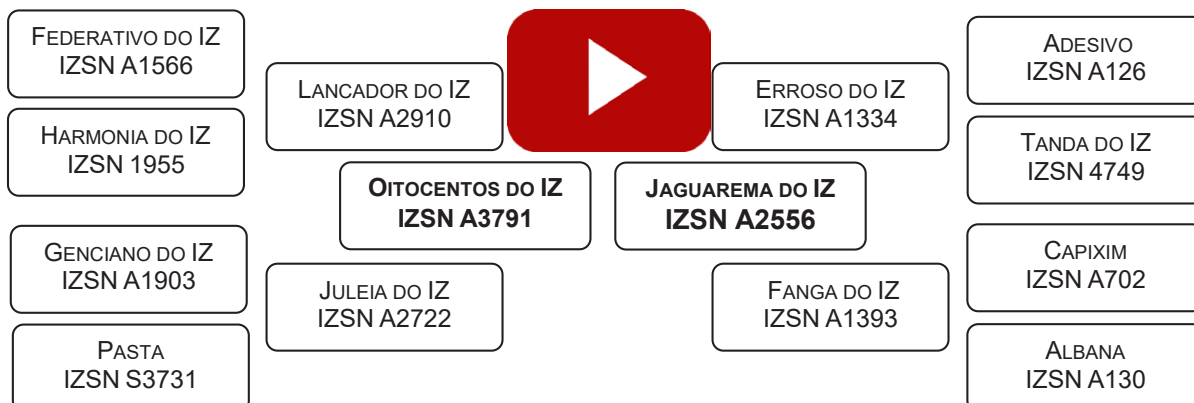 FEDERATIVO DO IZ
IZSN A1566
HARMONIA DO IZ
IZSN 1955
GENCIANO DO IZ
IZSN A1903
PASTA
IZSN S3731
LANCADOR DO IZ
IZSN A2910
JULEIA DO IZ
IZSN A2722
OITOCENTOS DO IZ
IZSN A3791
JAGUAREMA DO IZ
IZSN A2556
ERROSO DO IZ
IZSN A1334
FANGA DO IZ
IZSN A1393
ADESIVO
IZSN A126
TANDA DO IZ
IZSN 4749
CAPIXIM
IZSN A702
ALBANA
IZSN A130